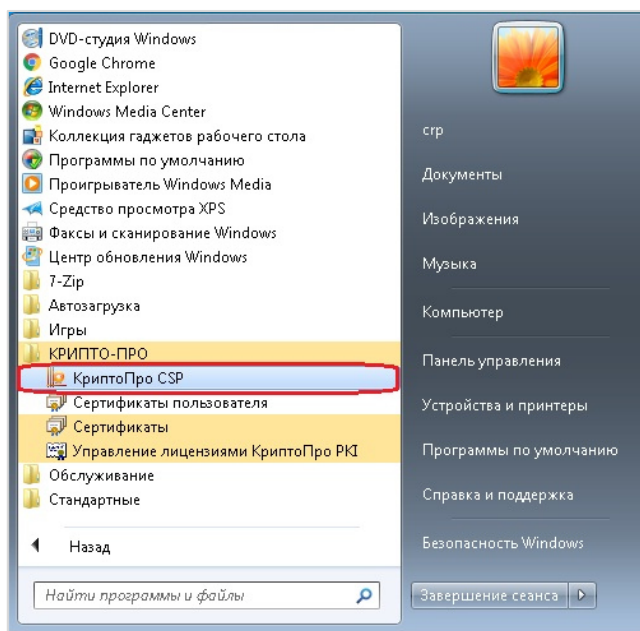 DVD-студия Windows
Google Chrome
Internet Explorer
Windows Media Center
Коллекция гаджетов рабочего стола
Программы по умолчанию
Проигрыватель Windows Media
Средство просмотра XPS
Факсы и сканирование Windows
Центр обновления Windows
7-Zip
Автозагрузка
Игры
КРИПТО-ПРО
КриптоПро CSP
Сертификаты пользователя
Сертификаты
Управление лицензиями КриптоПро PKI
Обслуживание
Стандартные
Назад
Найти программы и файлы
crp
Документы
Изображения
Музыка
Компьютер
Панель управления
Устройства и принтеры
Программы по умолчанию
Справка и поддержка
Безопасность Windows
Завершение сеанса